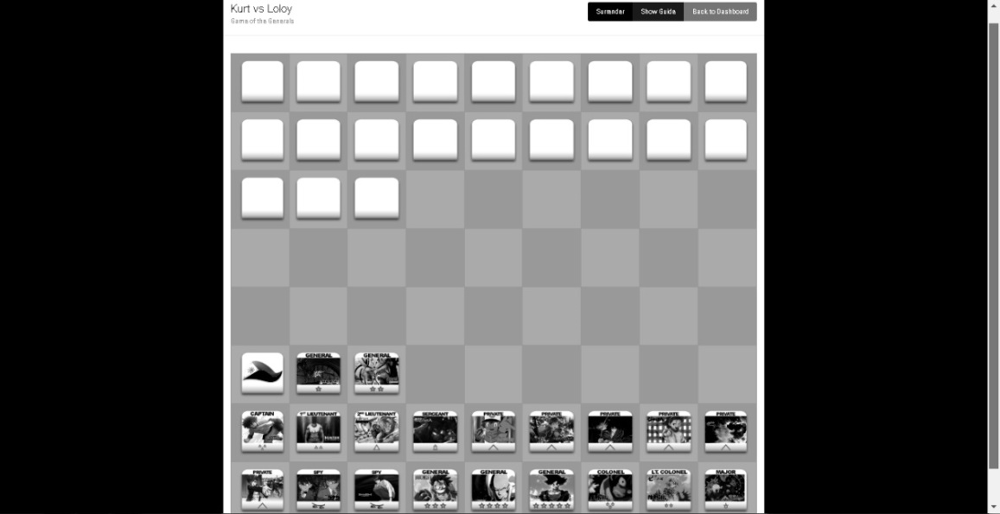 Kurt vs Loloy
Game of the Generals
Surrender Show Guide Back to Dashboard
GENERAL GENERAL
CAPTAIN 1ST LIEUTENANT 2ND LIEUTENANT SERGEANT PRIVATE PRIVATE PRIVATE PRIVATE PRIVATE
PRIVATE SPY SPY GENERAL GENERAL GENERAL COLONEL LT. COLONEL MAJOR